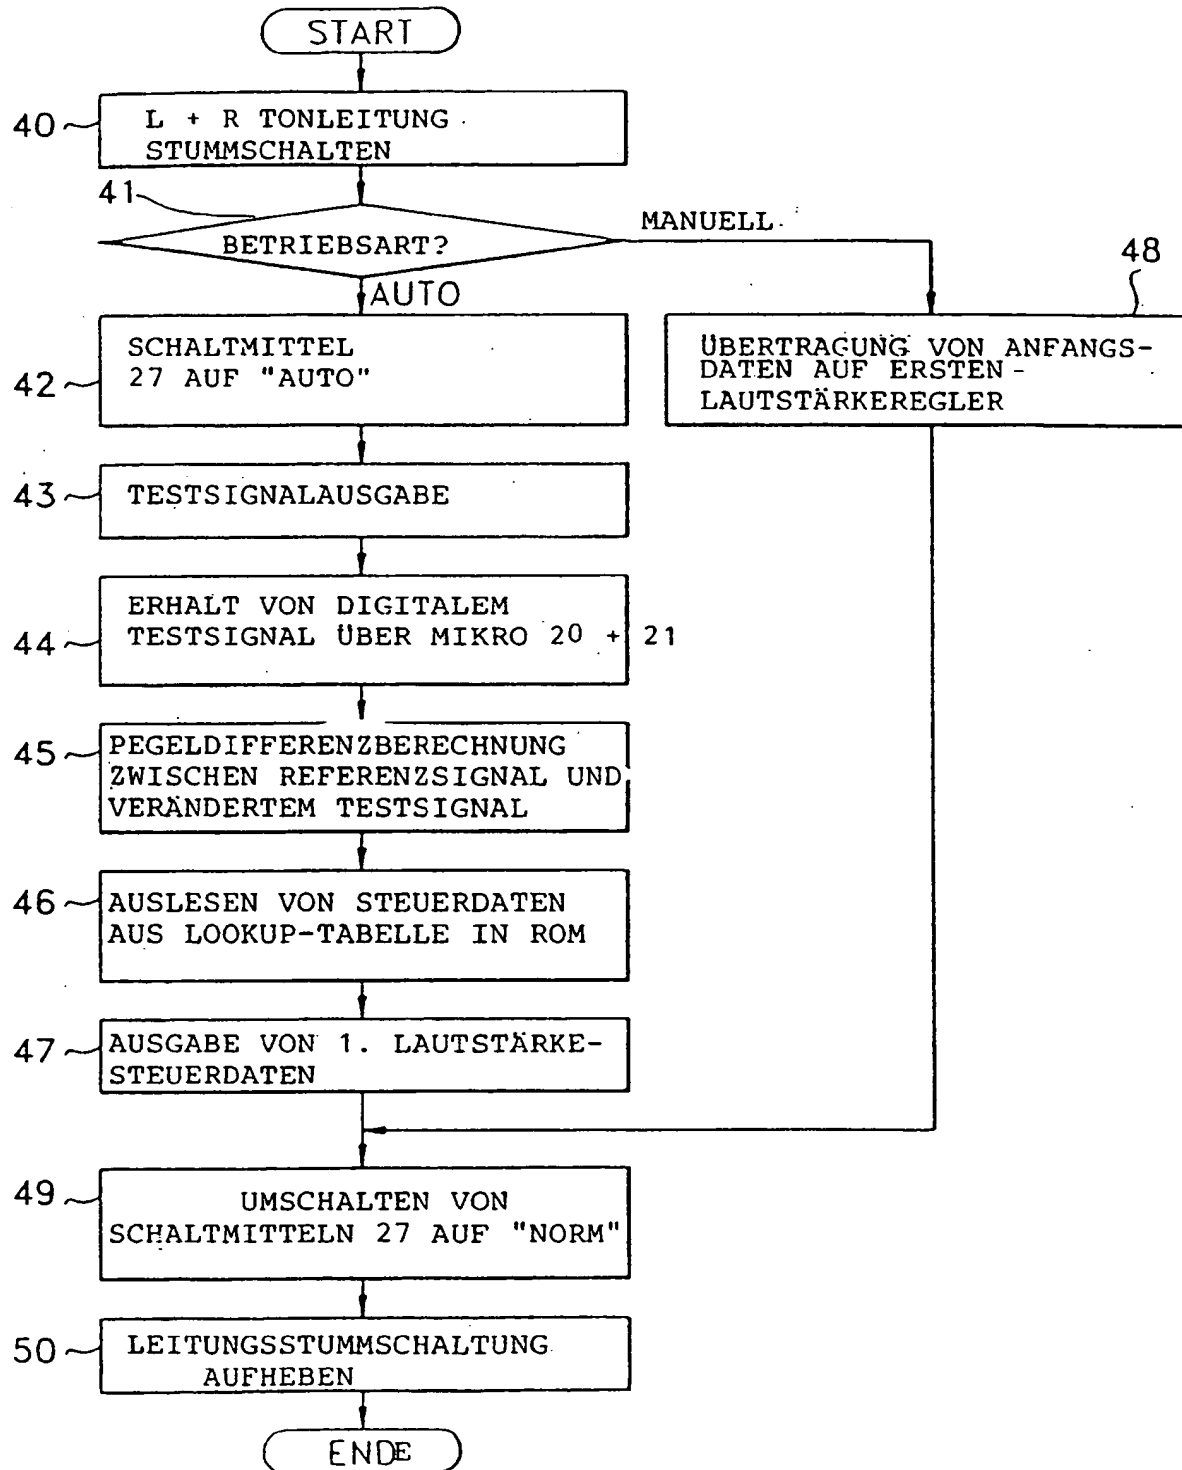 START
40
L + R TONLEITUNG
STUMMSCHALTEN
41
BETRIEBSART?
MANUELL
AUTO
48
42
SCHALTMITTEL
27 AUF "AUTO"
ÜBERTRAGUNG VON ANFANGS-
DATEN AUF ERSTEN
LAUTSTÄRKEREGLER
43
TESTSIGNALAUSGABE
44
ERHALT VON DIGITALEM
TESTSIGNAL ÜBER MIKRO 20 + 21
45
PEGELDIFFERENZBERECHNUNG
ZWISCHEN REFERENZSIGNAL UND
VERÄNDERTEM TESTSIGNAL
46
AUSLESEN VON STEUERDATEN
AUS LOOKUP-TABELLE IN ROM
47
AUSGABE VON 1. LAUTSTÄRKE-
STEUERDATEN
49
UMSCHALTEN VON
SCHALTMITTELN 27 AUF "NORM"
50
LEITUNGSSTUMMSCHALTUNG
AUFHEBEN
ENDE